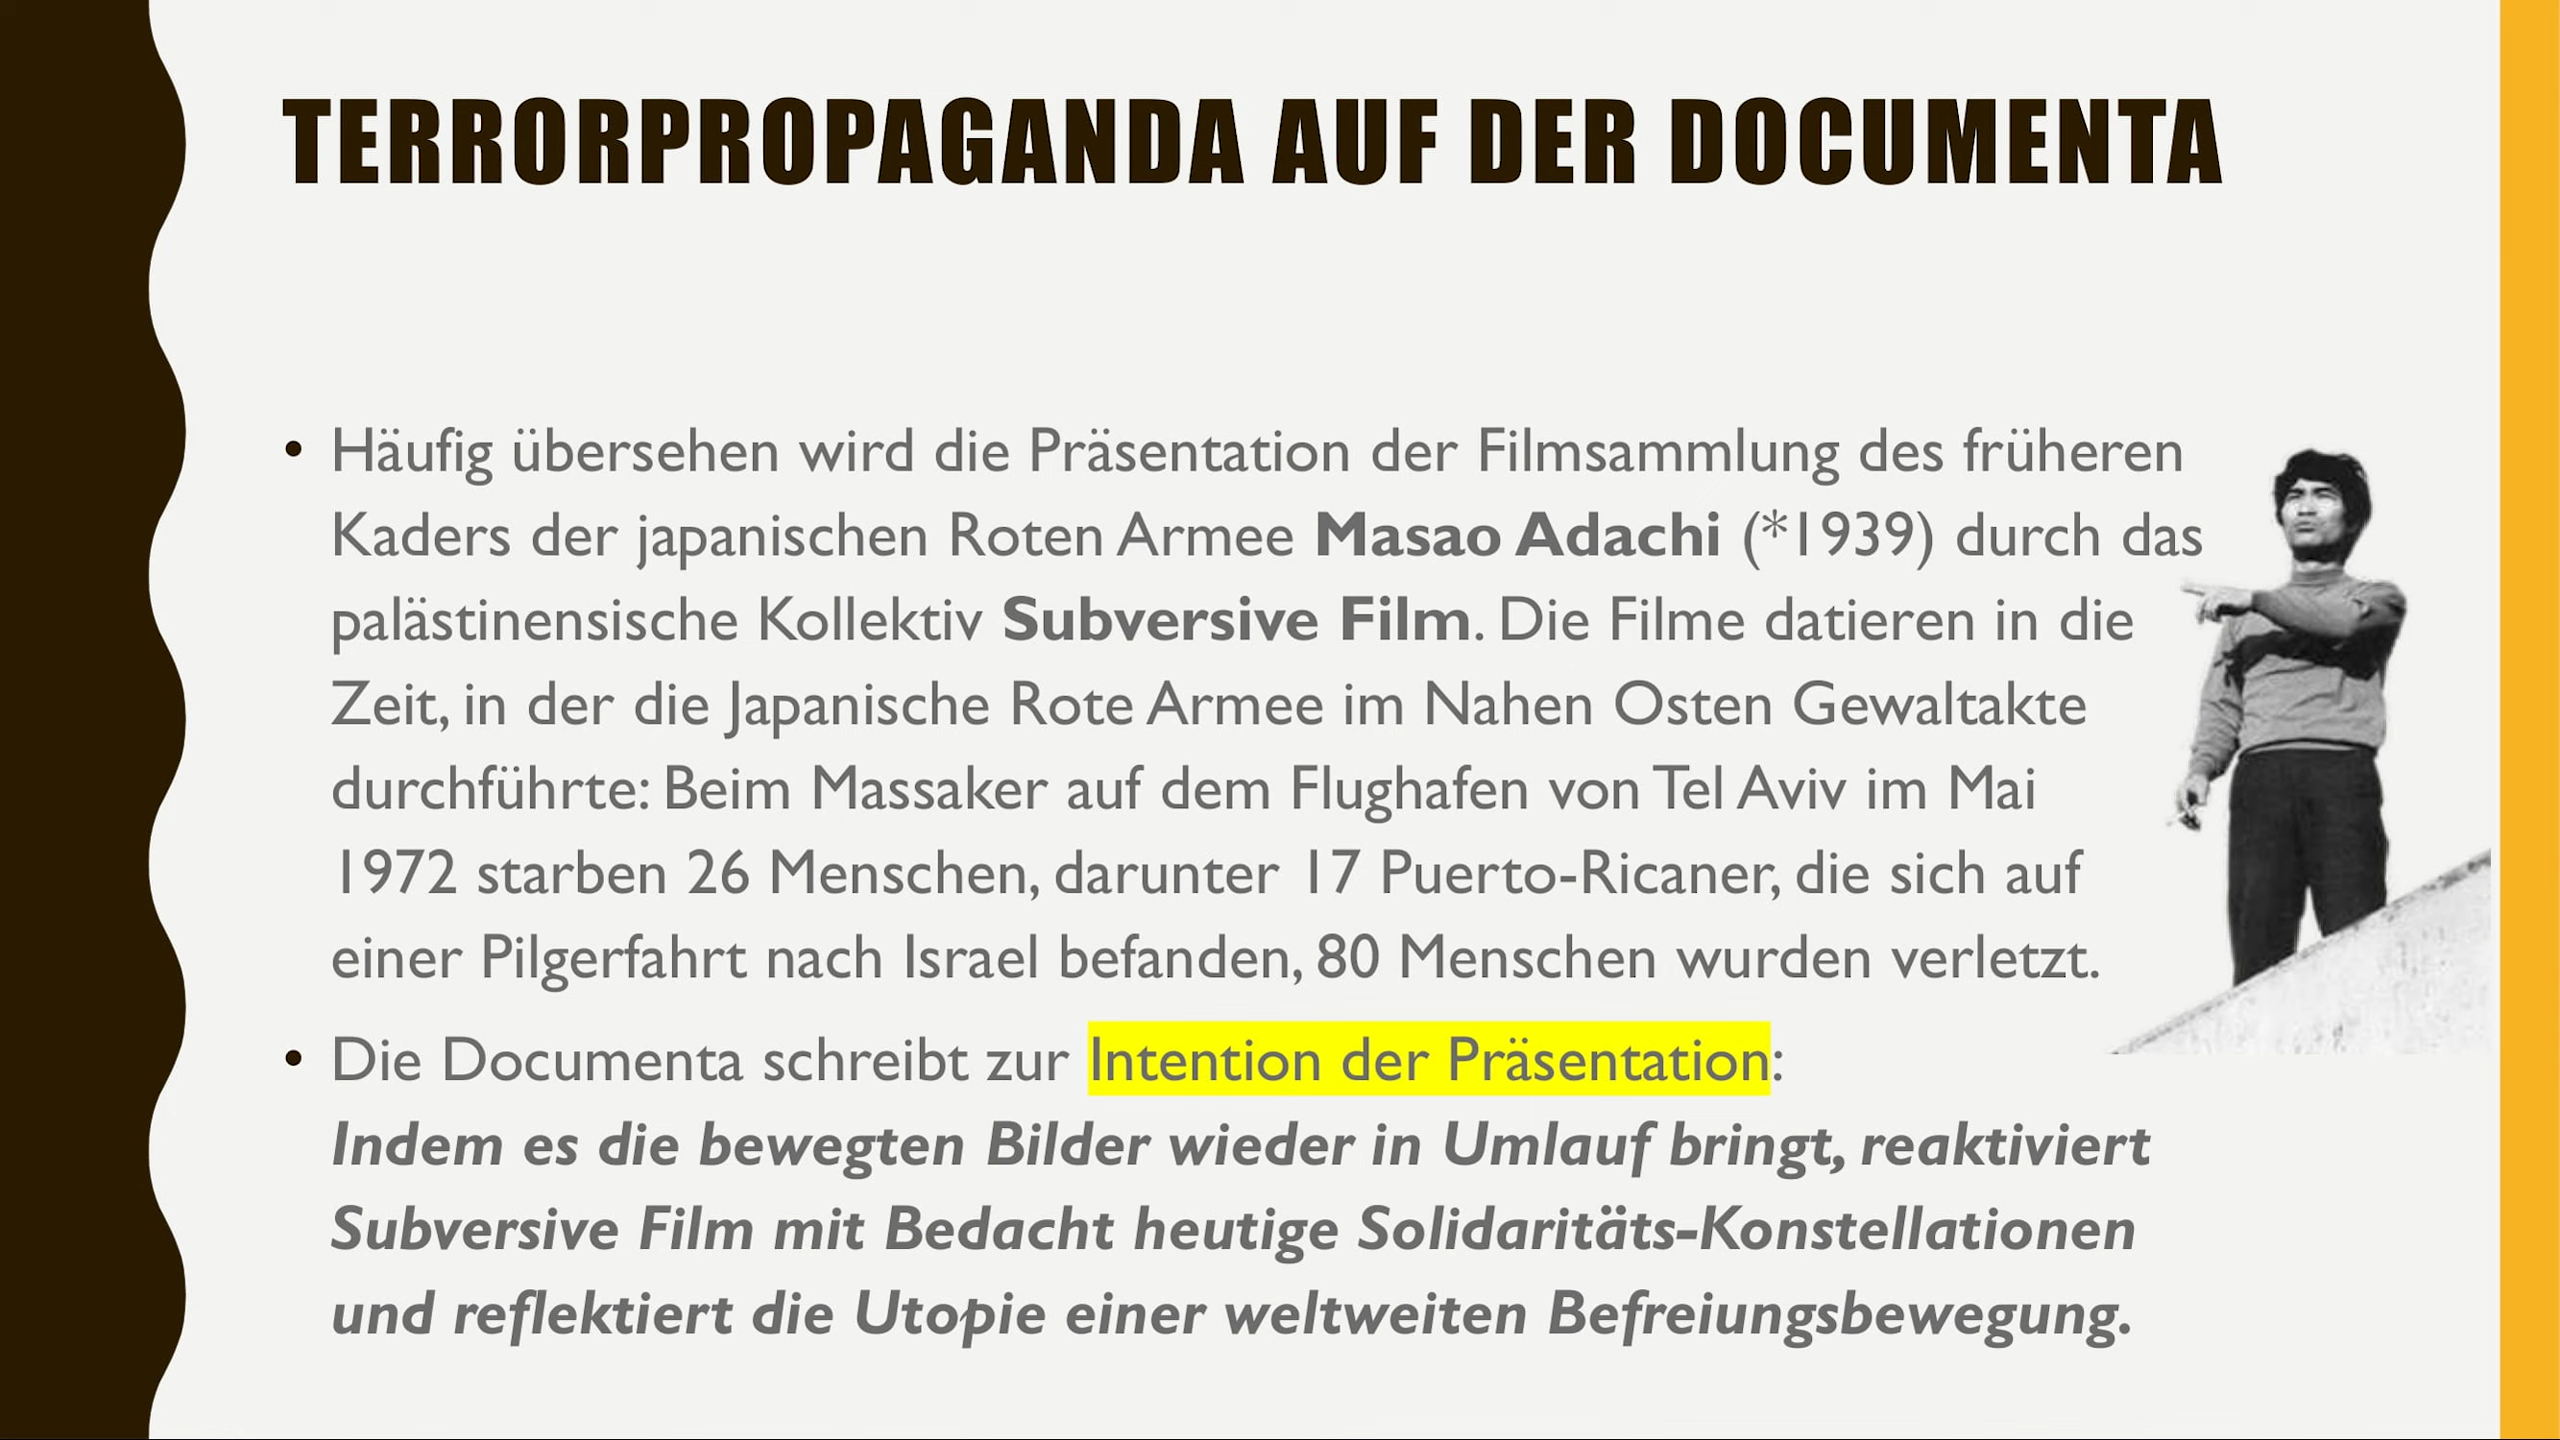 TERRORPROPAGANDA AUF DER DOCUMENTA
• Häufig übersehen wird die Präsentation der Filmsammlung des früheren
Kaders der japanischen Roten Armee Masao Adachi (*1939) durch das
palästinensische Kollektiv Subversive Film. Die Filme datieren in die
Zeit, in der die Japanische Rote Armee im Nahen Osten Gewaltakte
durchführte: Beim Massaker auf dem Flughafen von Tel Aviv im Mai
1972 starben 26 Menschen, darunter 17 Puerto-Ricaner, die sich auf
einer Pilgerfahrt nach Israel befanden, 80 Menschen wurden verletzt.
• Die Documenta schreibt zur Intention der Präsentation:
Indem es die bewegten Bilder wieder in Umlauf bringt, reaktiviert
Subversive Film mit Bedacht heutige Solidaritäts-Konstellationen
und reflektiert die Utopie einer weltweiten Befreiungsbewegung.